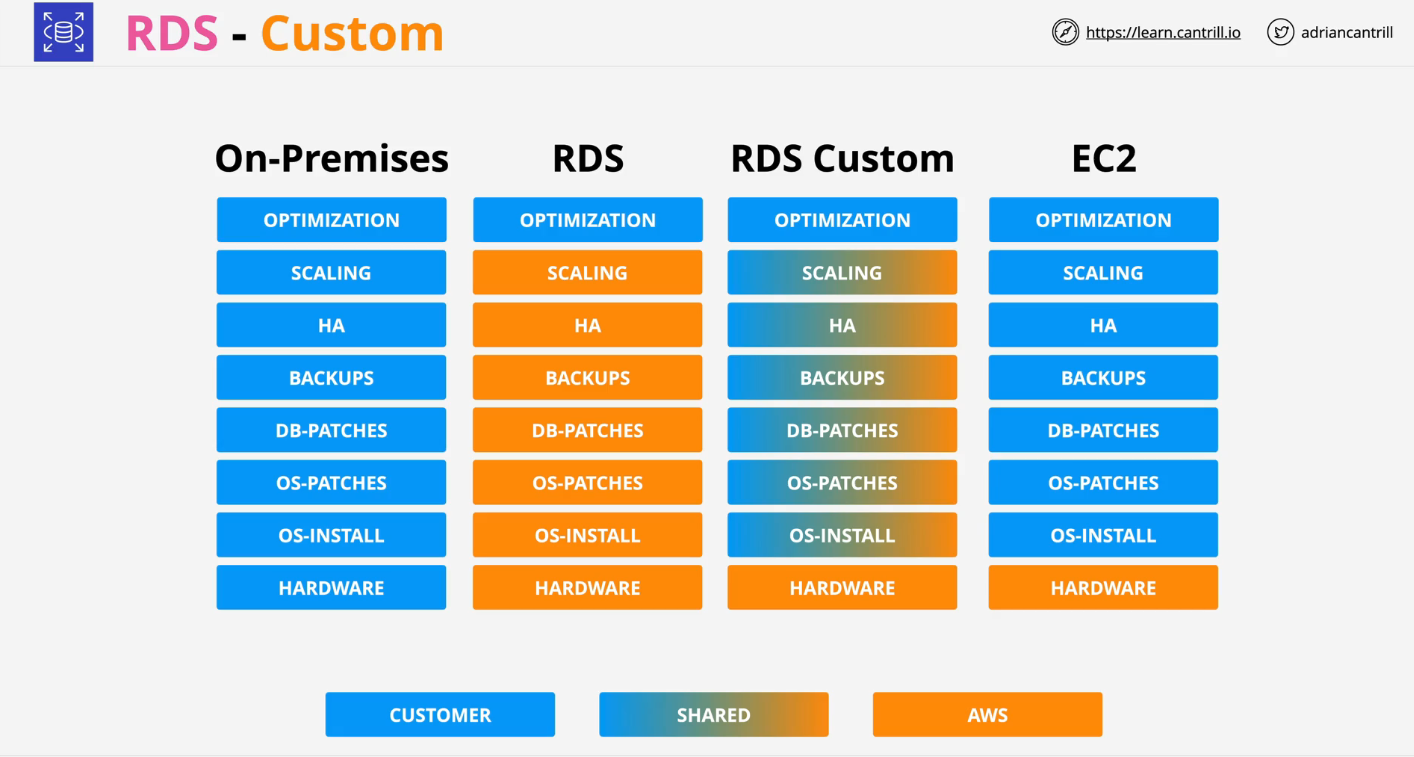 RDS - Custom
https://learn.cantrill.io
adriancantrill
On-Premises RDS RDS Custom EC2
OPTIMIZATION OPTIMIZATION OPTIMIZATION OPTIMIZATION
SCALING SCALING SCALING SCALING
HA HA HA HA
BACKUPS BACKUPS BACKUPS BACKUPS
DB-PATCHES DB-PATCHES DB-PATCHES DB-PATCHES
OS-PATCHES OS-PATCHES OS-PATCHES OS-PATCHES
OS-INSTALL OS-INSTALL OS-INSTALL OS-INSTALL
HARDWARE HARDWARE HARDWARE HARDWARE
CUSTOMER SHARED AWS